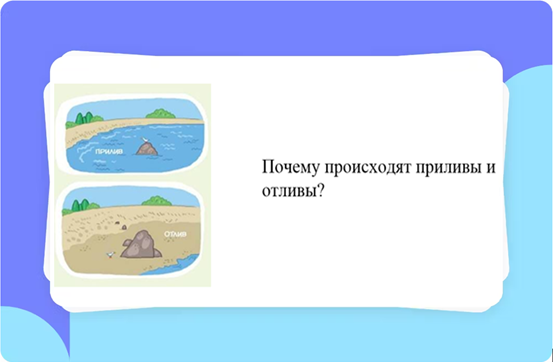 ПРИЛИВ
ОТЛИВ
Почему происходят приливы и
отливы?